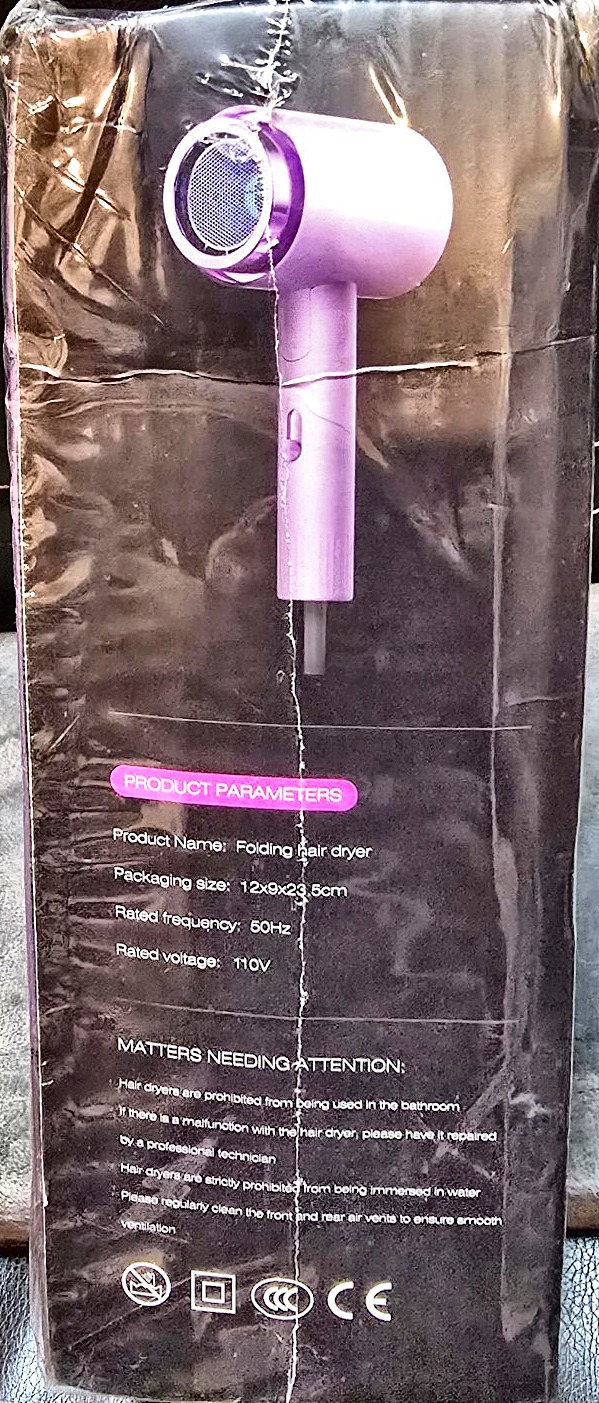 PRODUCT PARAMETERS
Product Name: Folding hair dryer
Packaging size: 12x9x23.5cm
Rated frequency: 50Hz
Rated voltage: 110V
MATTERS NEEDING ATTENTION:
Hair dryers are prohibited from being used in the bathroom
If there is a malfunction with the hair dryer, please have it repaired
by a professional technician
Hair dryers are strictly prohibited from being immersed in water
Please regularly clean the front and rear air vents to ensure smooth
ventilation
CCC CE